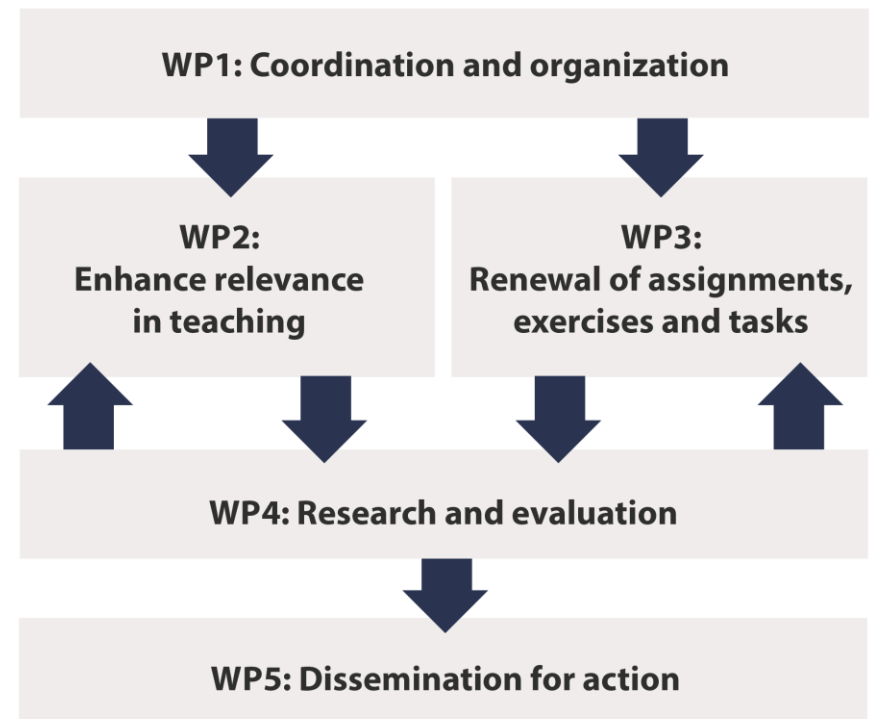 WP1: Coordination and organization
WP2:
Enhance relevance
in teaching
WP3:
Renewal of assignments,
exercises and tasks
WP4: Research and evaluation
WP5: Dissemination for action